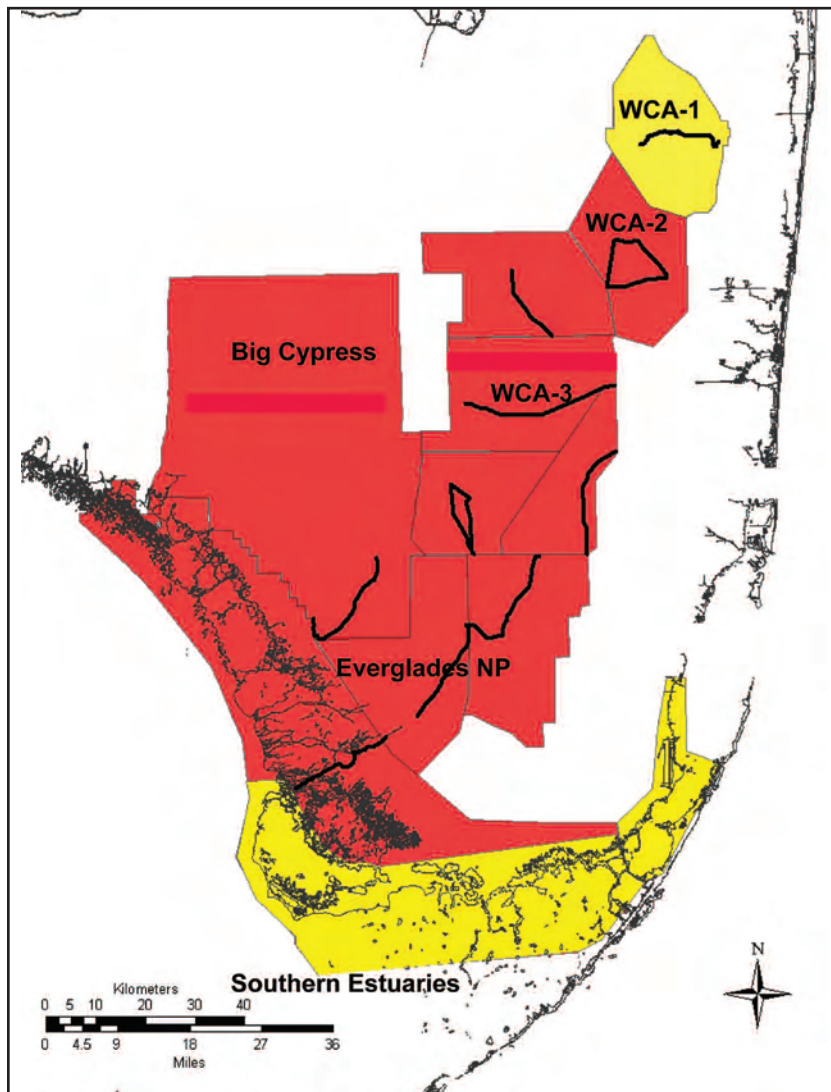 WCA-1
WCA-2
Big Cypress
WCA-3
Everglades NP
Southern Estuaries
N
Kilometers
0 5 10 20 30 40
0 4.5 9 18 27 36
Miles